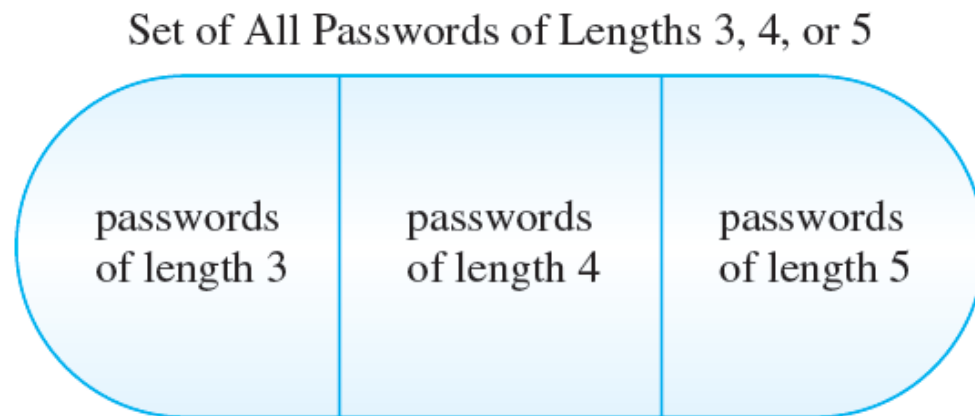 Set of All Passwords of Lengths 3, 4, or 5
passwords
of length 3
passwords
of length 4
passwords
of length 5